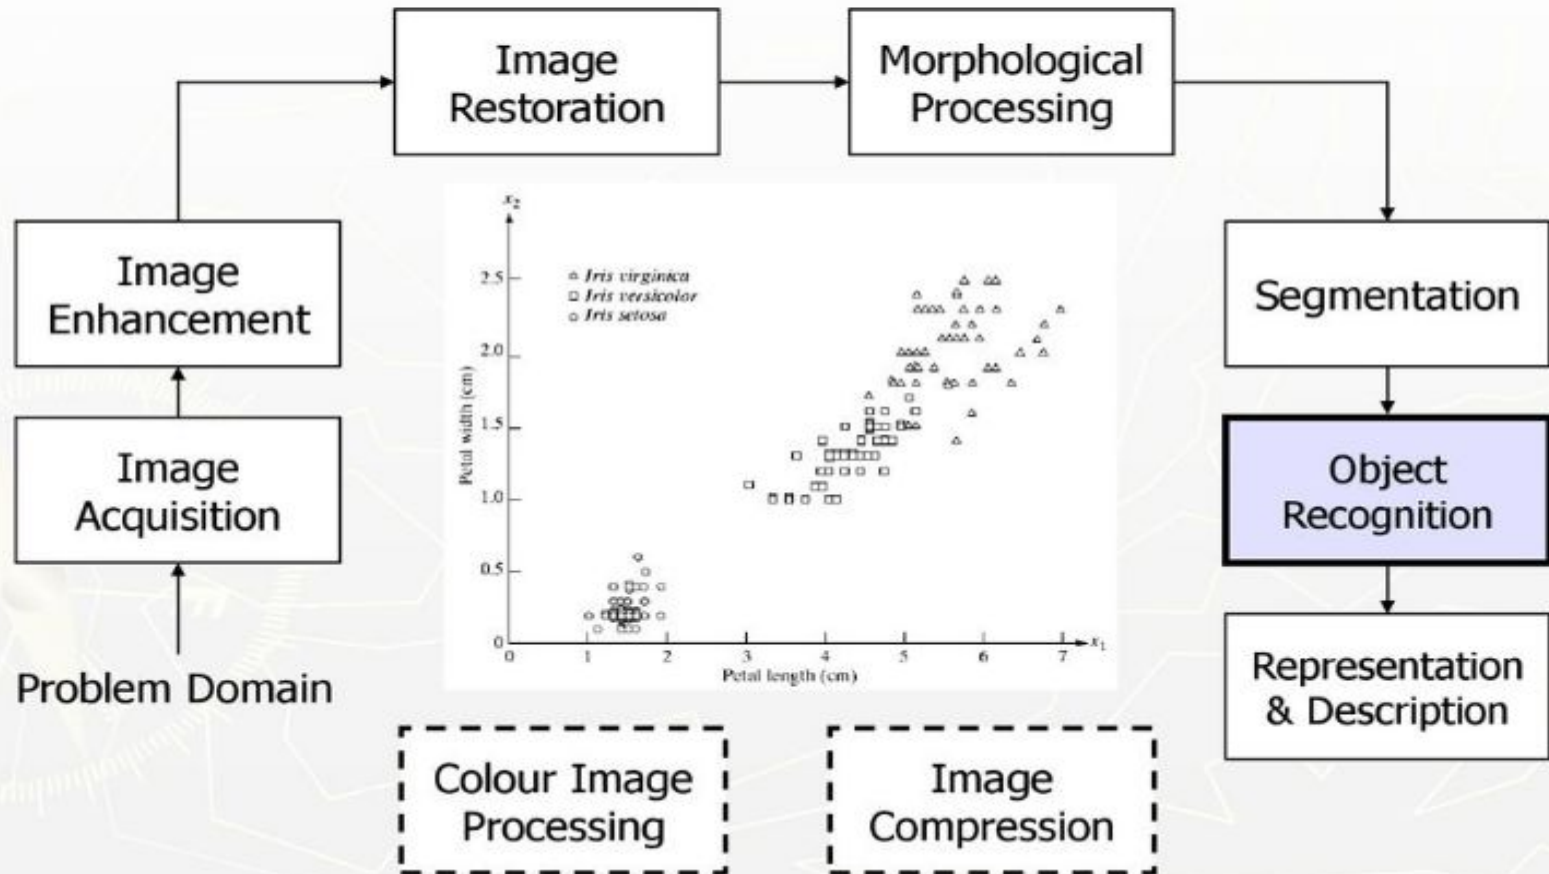 Image
Restoration
Morphological
Processing
Image
Enhancement
Segmentation
Image
Acquisition
Object
Recognition
Problem Domain
Representation
& Description
x₂
Petal width (cm)
2.5
2.0
1.5
1.0
0.5
0
Iris virginica
Iris versicolor
Iris setosa
0 1 2 3 4 5 6 7
x₁
Petal length (cm)
Colour Image
Processing
Image
Compression